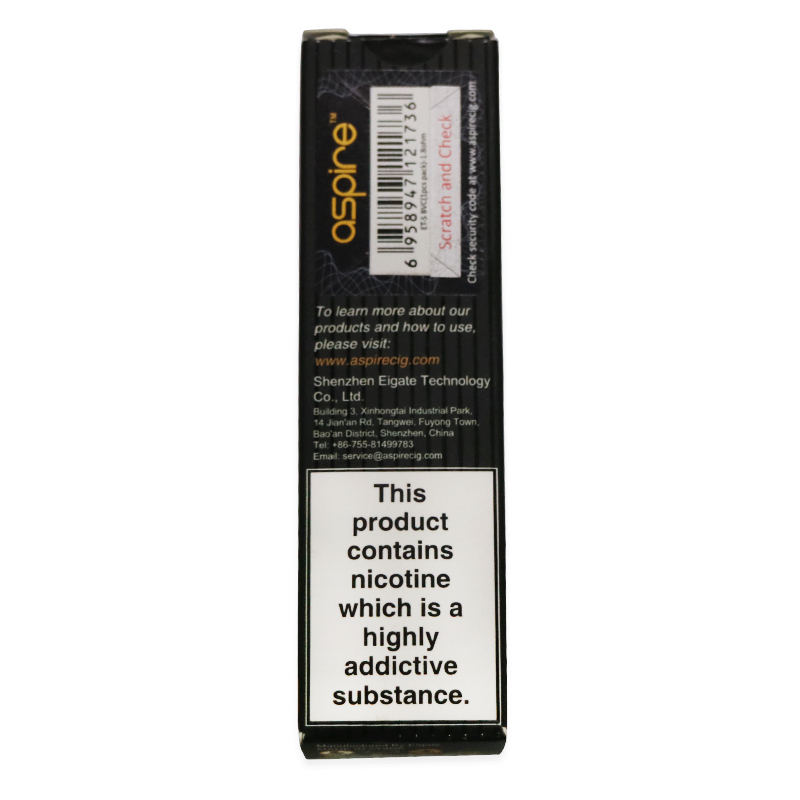 aspire™
6 958947 121736
ET-S BVC(1pcs pack)-1.8ohm
Scratch and Check
Check security code at www.aspirecig.com
To learn more about our
products and how to use,
please visit:
www.aspirecig.com
Shenzhen Eigate Technology
Co., Ltd.
Building 3, Xinhongtai Industrial Park,
14 Jian'an Rd, Tangwei, Fuyong Town,
Bao'an District, Shenzhen, China
Tel: +86-755-81499783
Email: service@aspirecig.com
This
product
contains
nicotine
which is a
highly
addictive
substance.